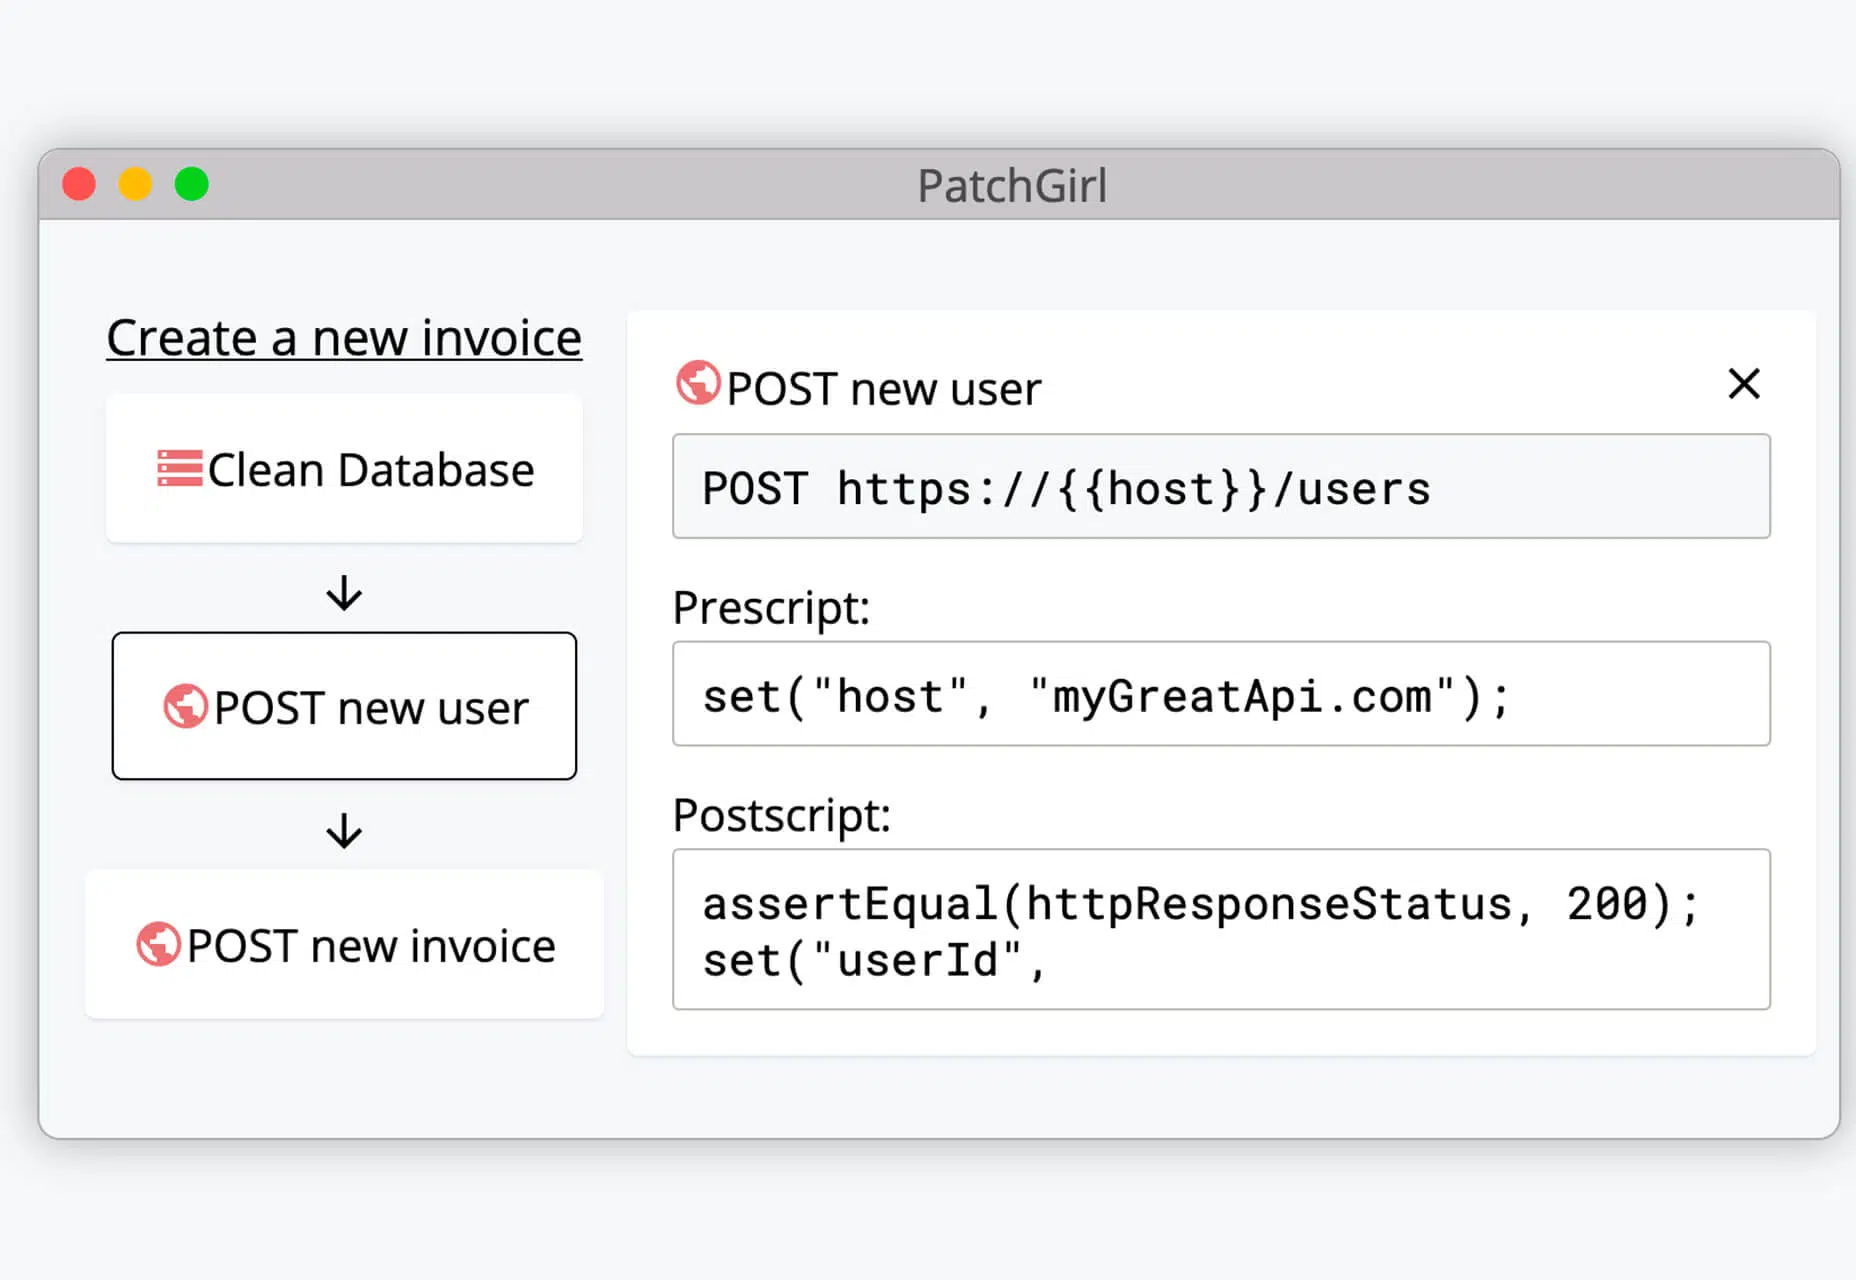 PatchGirl
Create a new invoice
Clean Database
POST new user
POST new invoice
POST new user
POST https://{{host}}/users
Prescript:
set("host", "myGreatApi.com");
Postscript:
assertEqual(httpResponseStatus, 200);
set("userId",